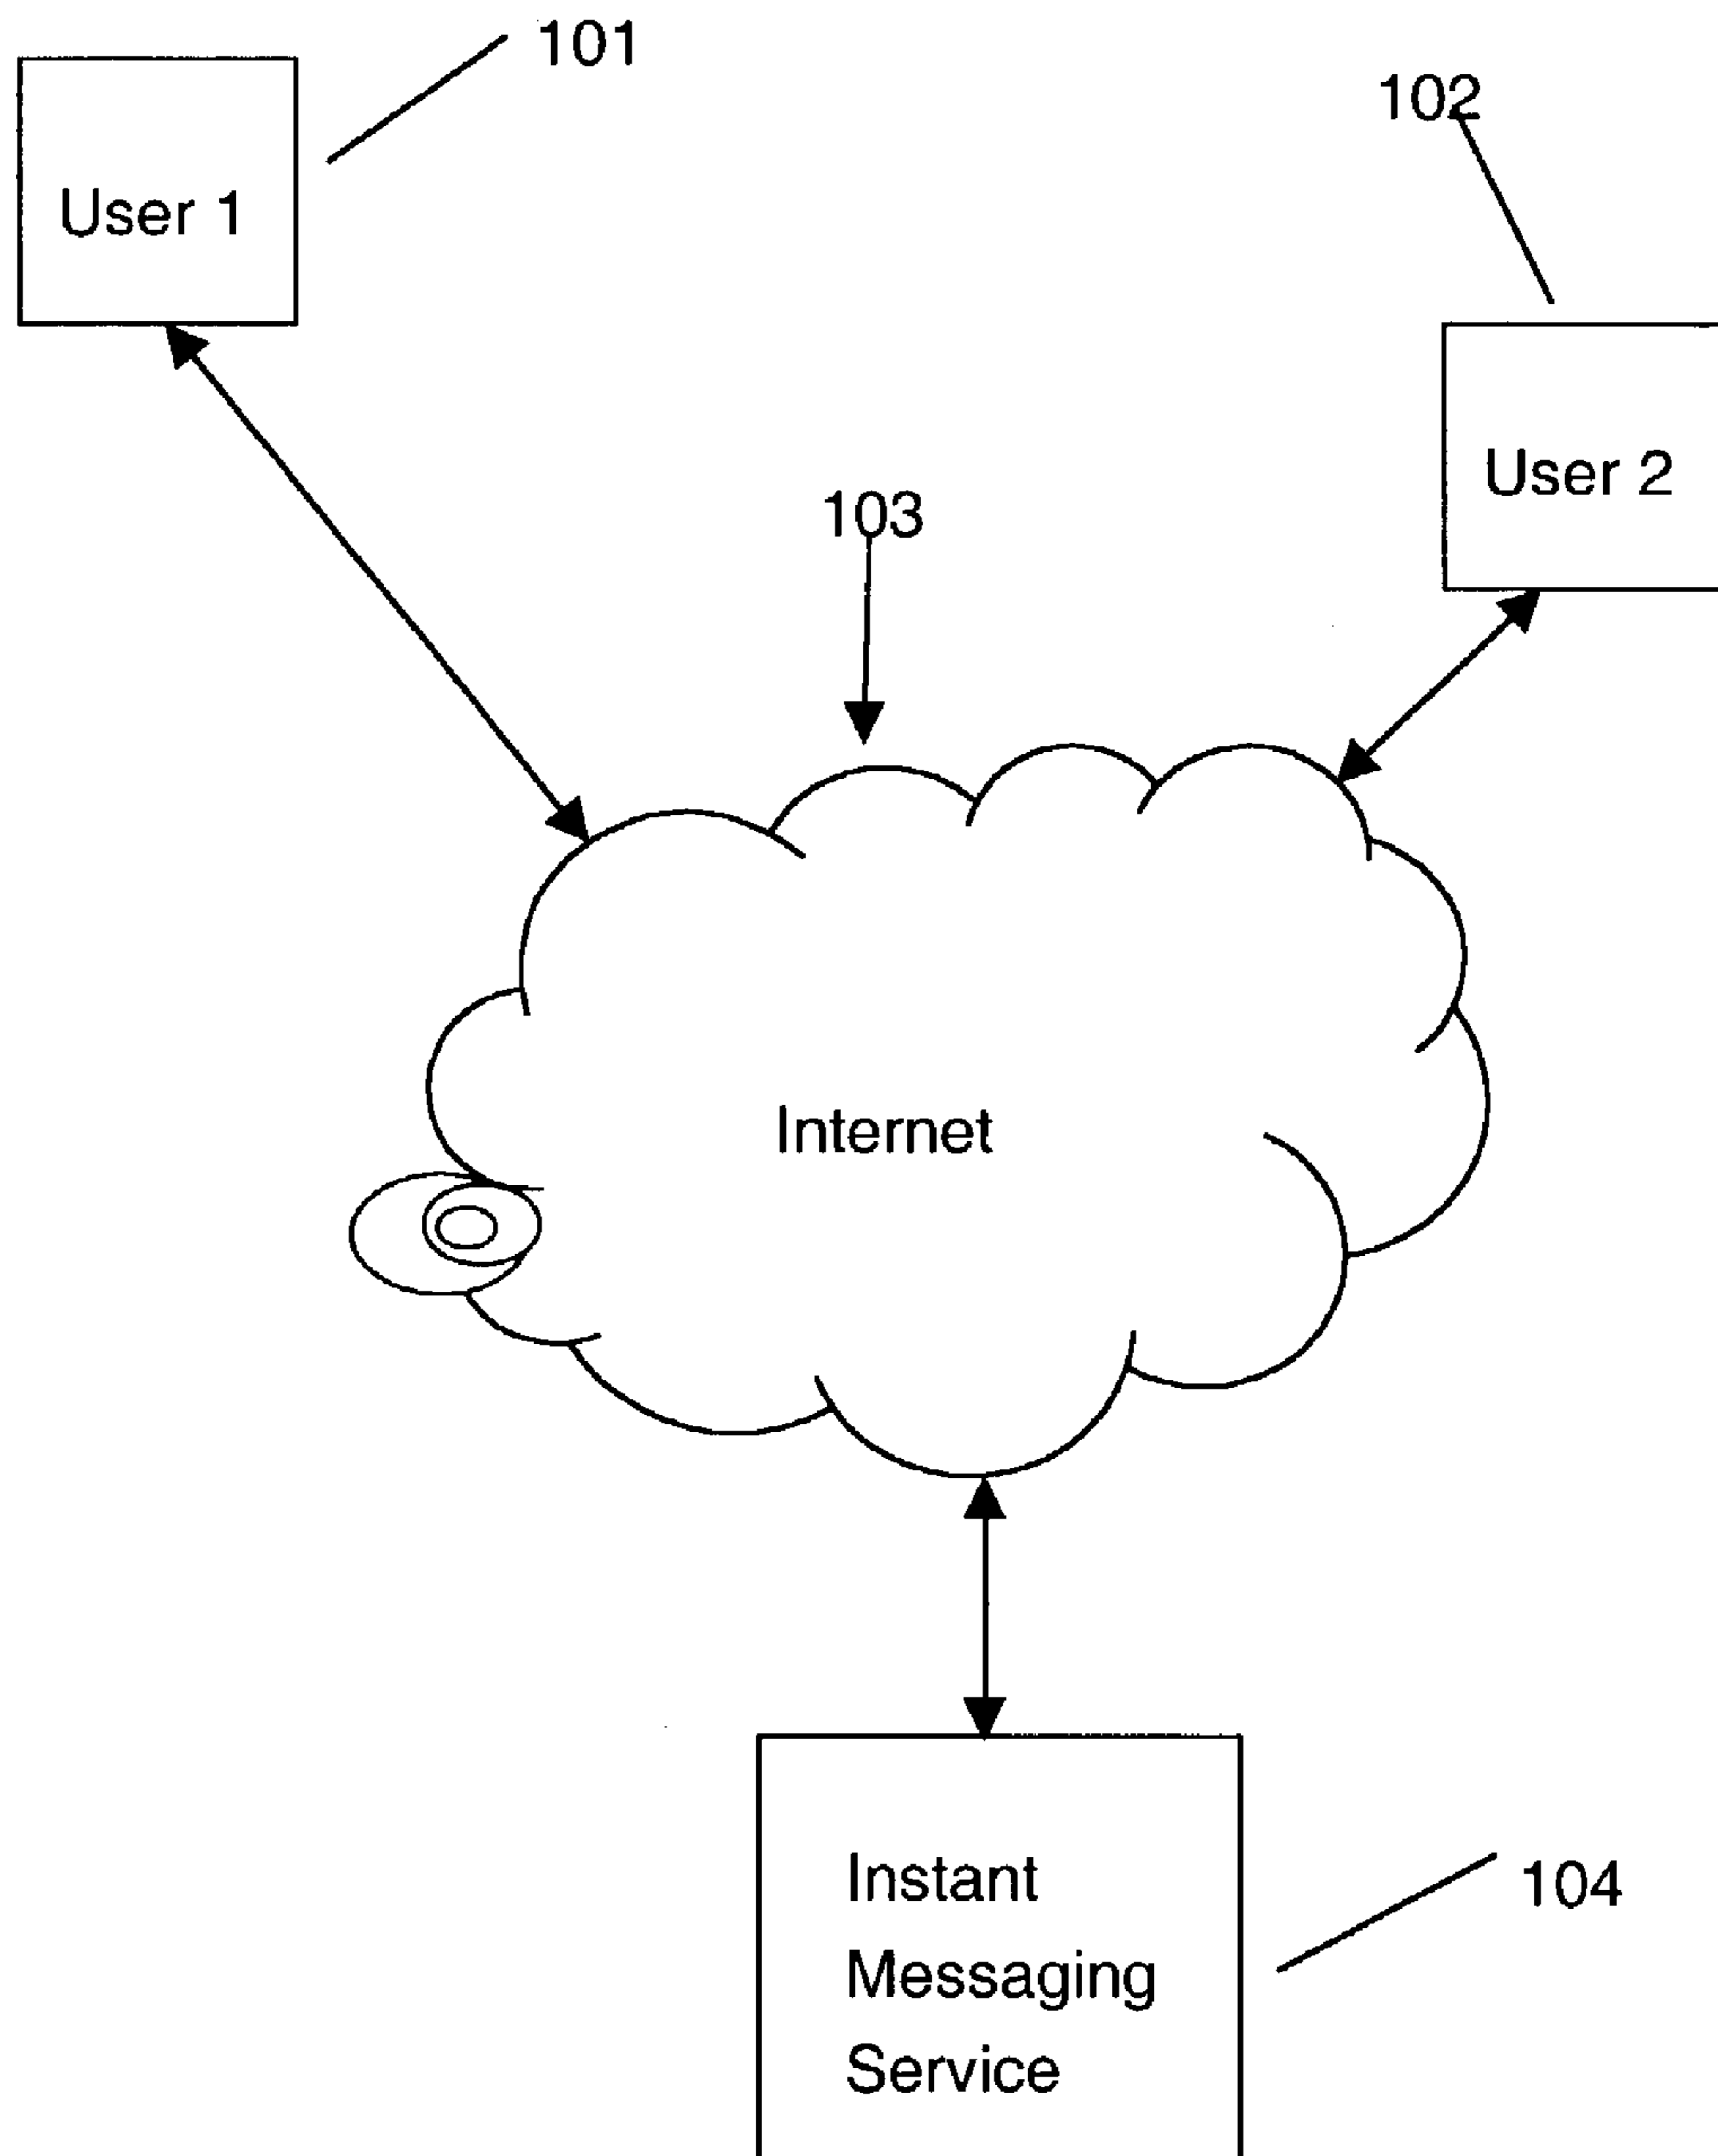 101
102
User 1
User 2
103
Internet
Instant
Messaging
Service
104